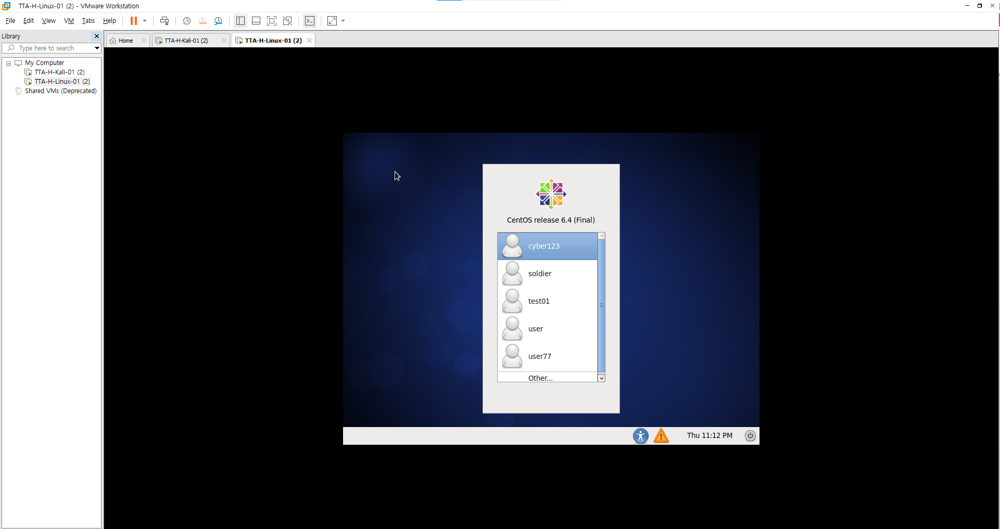 TTA-H-Linux-01 (2) - VMware Workstation
File Edit View VM Tabs Help
Library
Type here to search
My Computer
TTA-H-Kali-01 (2)
TTA-H-Linux-01 (2)
Shared VMs (Deprecated)
Home TTA-H-Kali-01 (2) TTA-H-Linux-01 (2)
CentOS release 6.4 (Final)
cyber123
soldier
test01
user
user77
Other...
Thu 11:12 PM